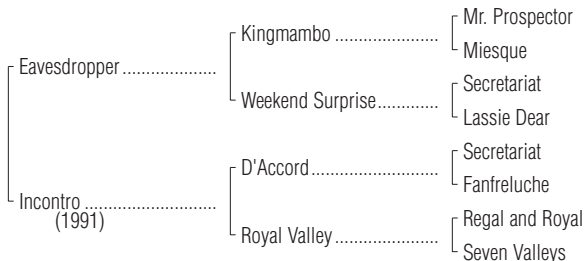 Mr. Prospector
Kingmambo ...................
Miesque
Eavesdropper.....................
Secretariat
Weekend Surprise.............
Lassie Dear
Secretariat
D'Accord..........................
Fanfreluche
Incontro .............................
(1991)
Regal and Royal
Royal Valley .....................
Seven Valleys